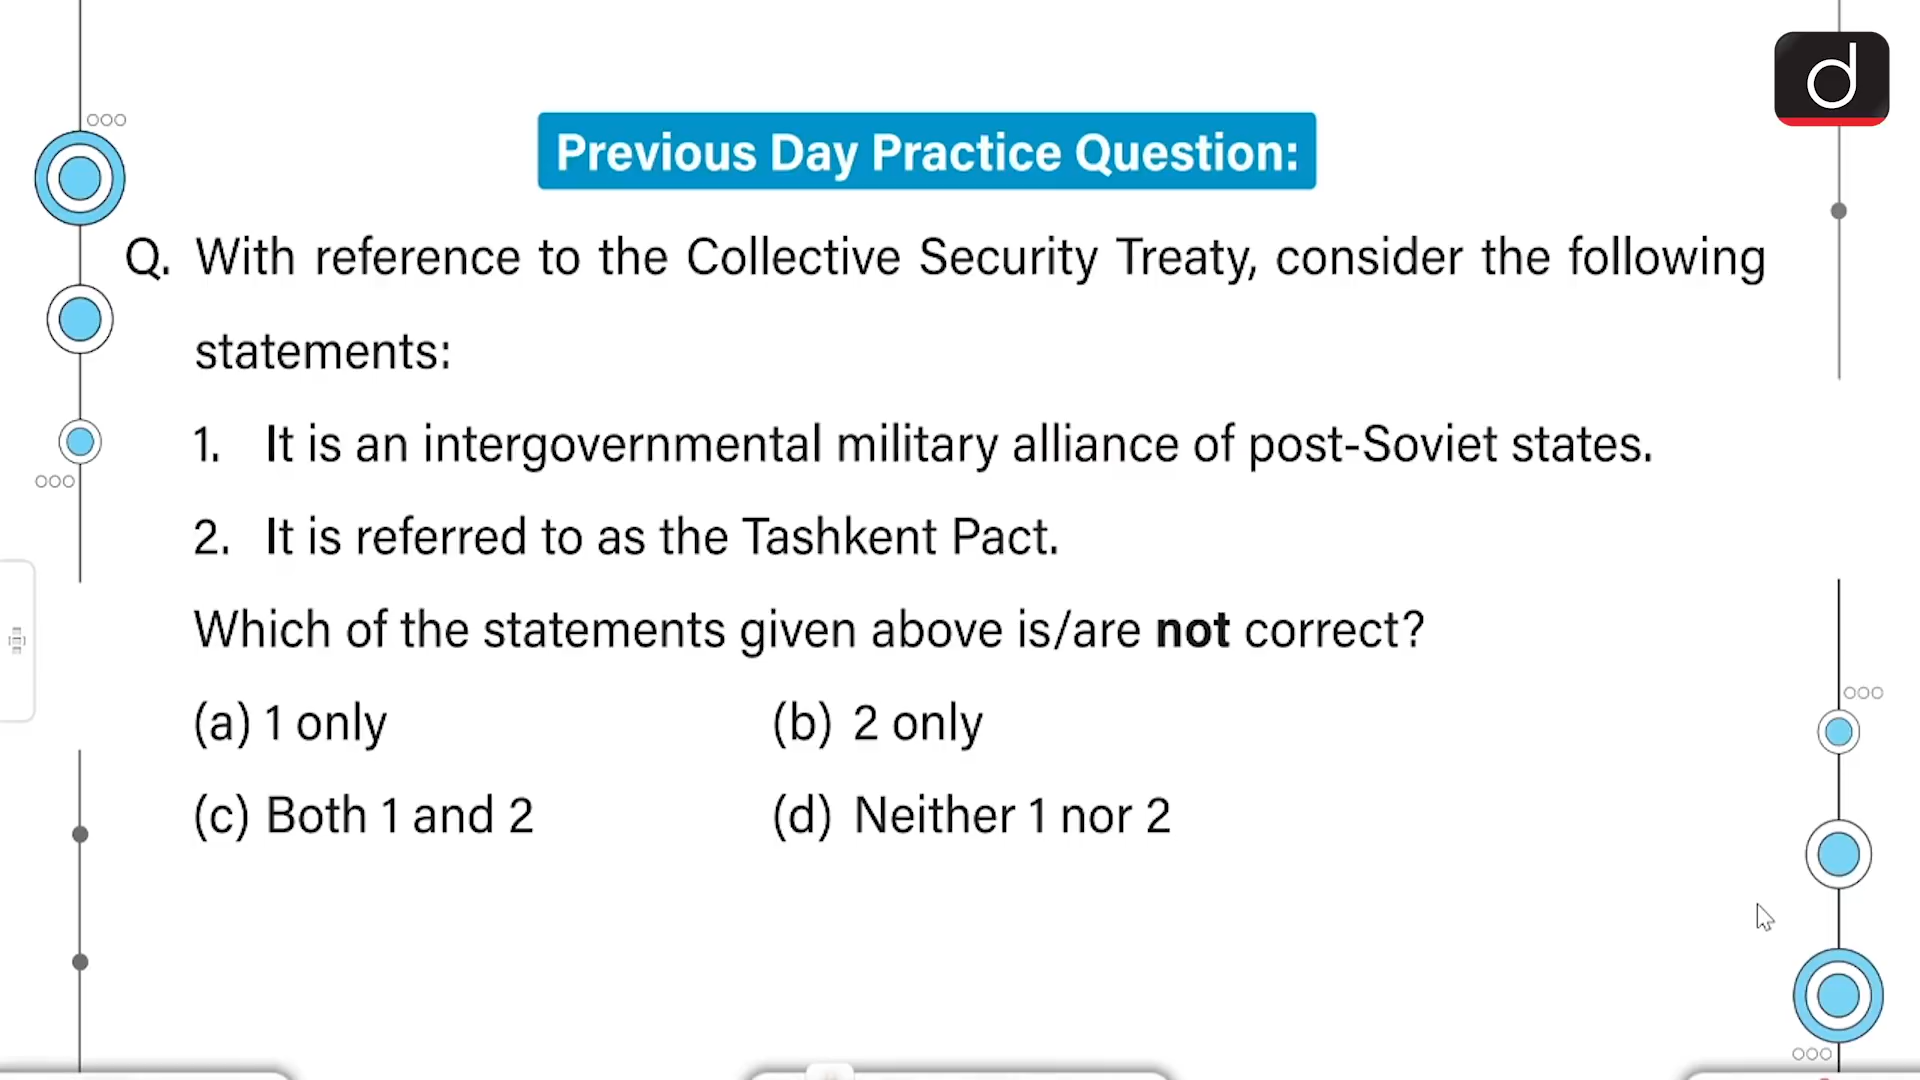 d
Previous Day Practice Question:
Q. With reference to the Collective Security Treaty, consider the following
statements:
1. It is an intergovernmental military alliance of post-Soviet states.
2. It is referred to as the Tashkent Pact.
Which of the statements given above is/are not correct?
(a) 1 only (b) 2 only
(c) Both 1 and 2 (d) Neither 1 nor 2